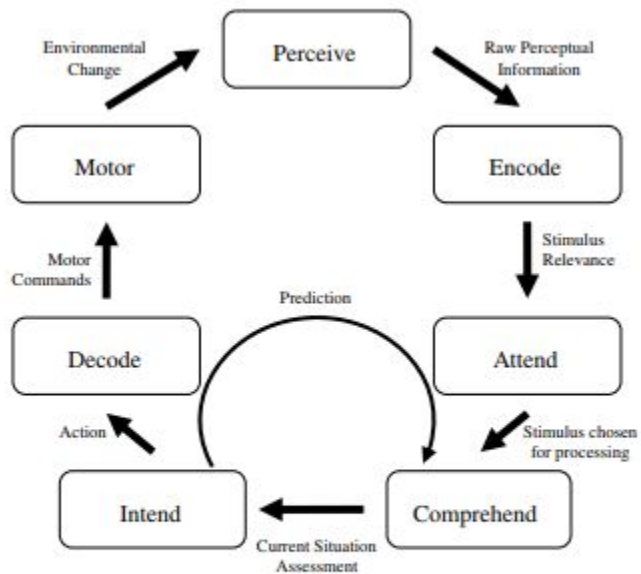 Environmental
Change
Perceive
Raw Perceptual
Information
Motor
Encode
Motor
Commands
Stimulus
Relevance
Prediction
Decode
Attend
Action
Stimulus chosen
for processing
Intend
Comprehend
Current Situation
Assessment